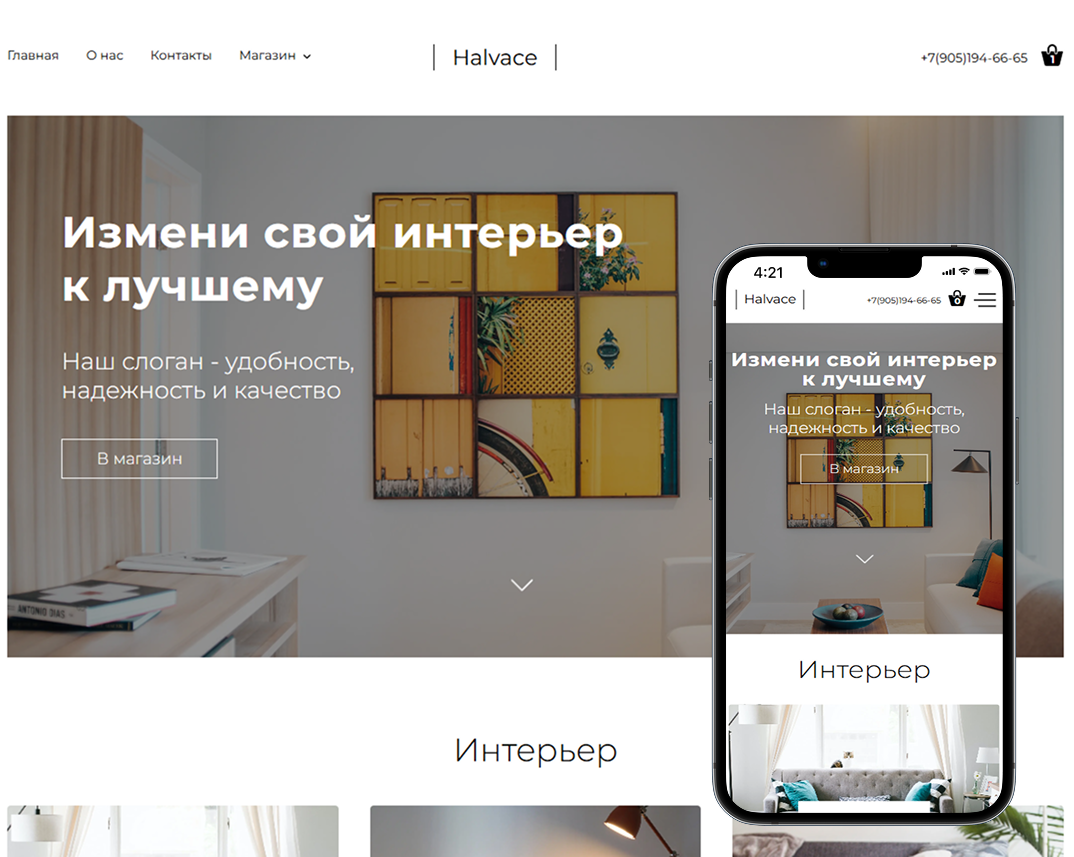 Главная О нас Контакты Магазин
Halvace
+7(905)194-66-65
1
Измени свой интерьер
к лучшему
Наш слоган - удобность,
надежность и качество
В магазин
ANTONIO DIAS
Интерьер
4:21
Halvace
+7(905)194-66-65
0
Измени свой интерьер
к лучшему
Наш слоган - удобность,
надежность и качество
В магазин
Интерьер